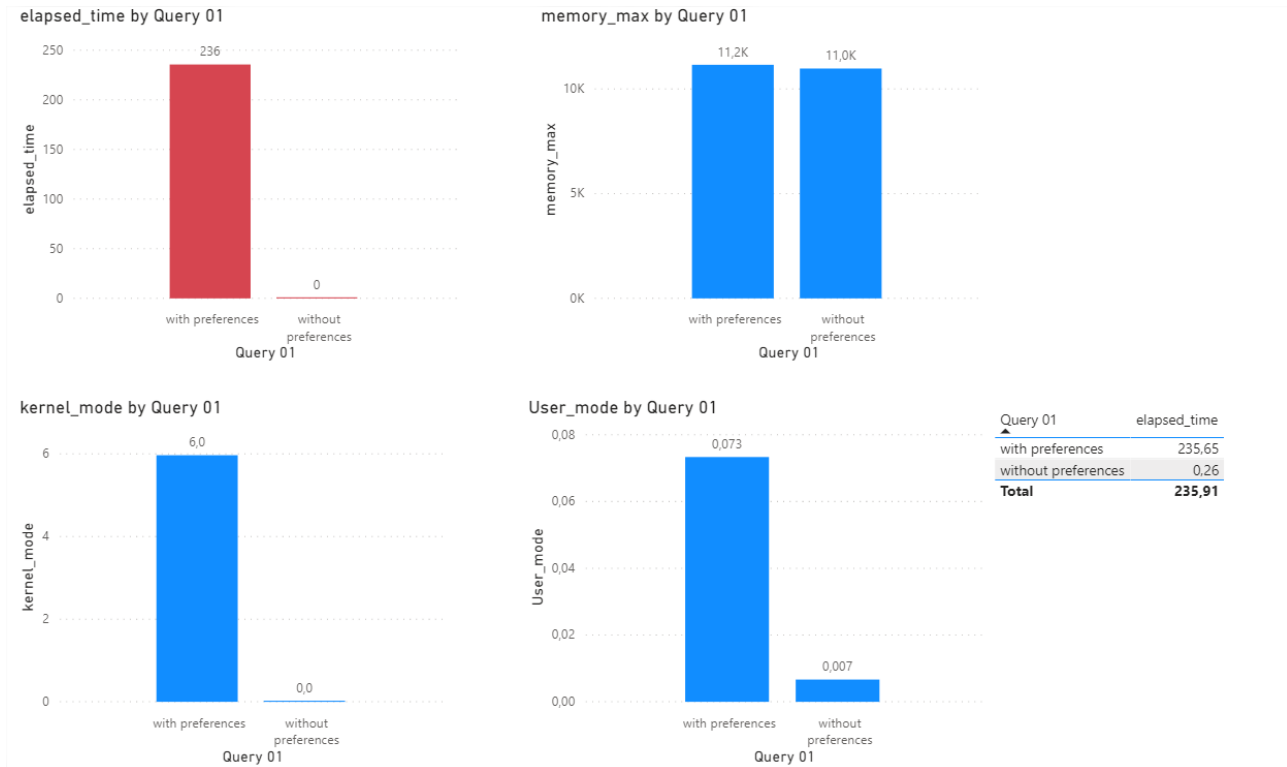 elapsed_time by Query 01
250
236
200
150
100
50
0
0
elapsed_time
with preferences
without
preferences
Query 01
memory_max by Query 01
11,2K
11,0K
10K
5K
0K
memory_max
with preferences
without
preferences
Query 01
kernel_mode by Query 01
6,0
6
4
2
0,0
0
kernel_mode
with preferences
without
preferences
Query 01
User_mode by Query 01
0,08
0,073
0,06
0,04
0,02
0,007
0,00
User_mode
with preferences
without
preferences
Query 01
Query 01 elapsed_time
with preferences 235,65
without preferences 0,26
Total 235,91